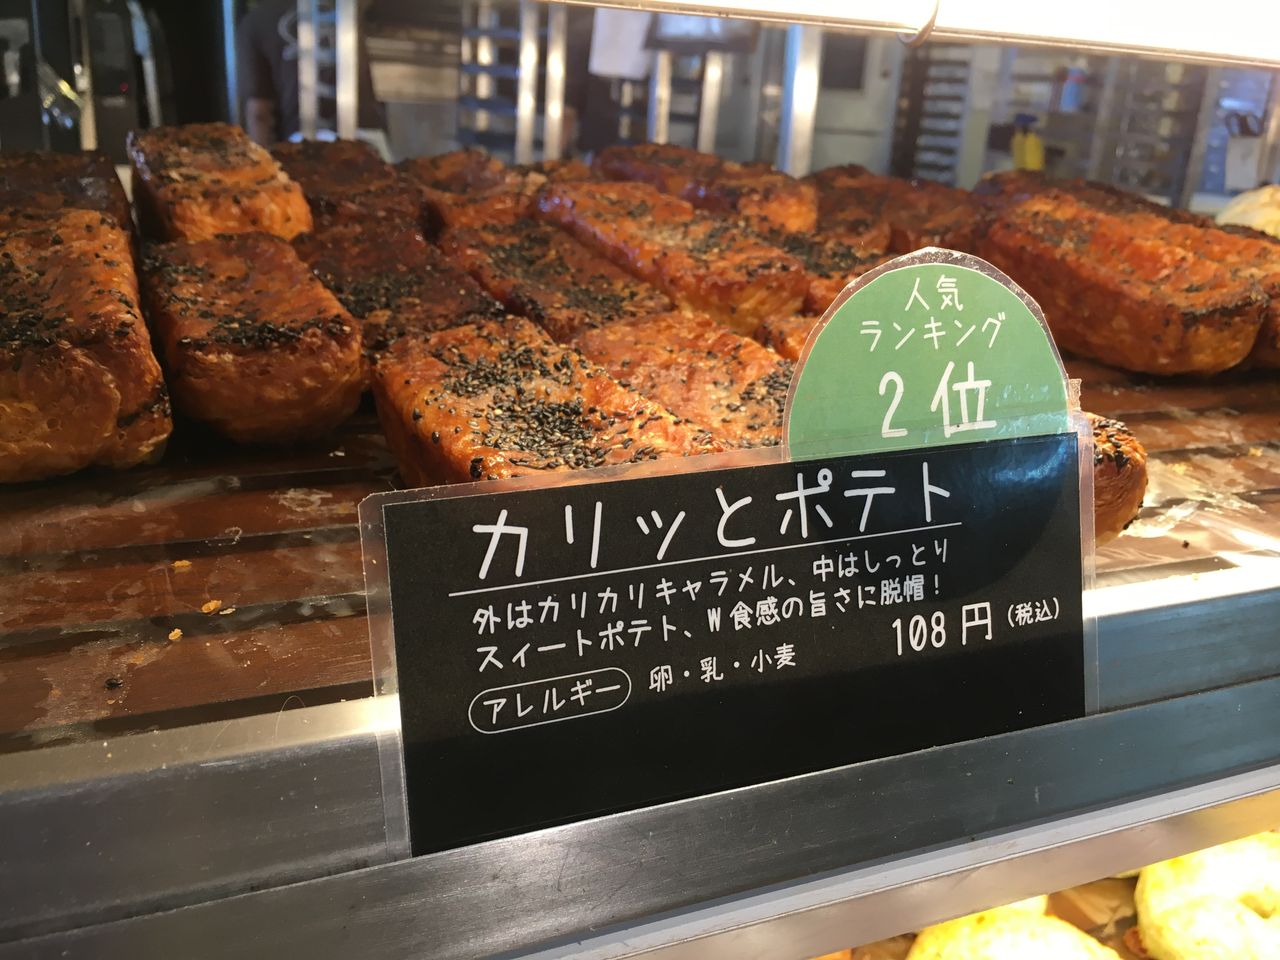 人気
ランキング
2位
カリッとポテト
外はカリカリキャラメル、中はしっとり
スイートポテト、W食感の旨さに脱帽！
108円（税込）
アレルギー 卵・乳・小麦